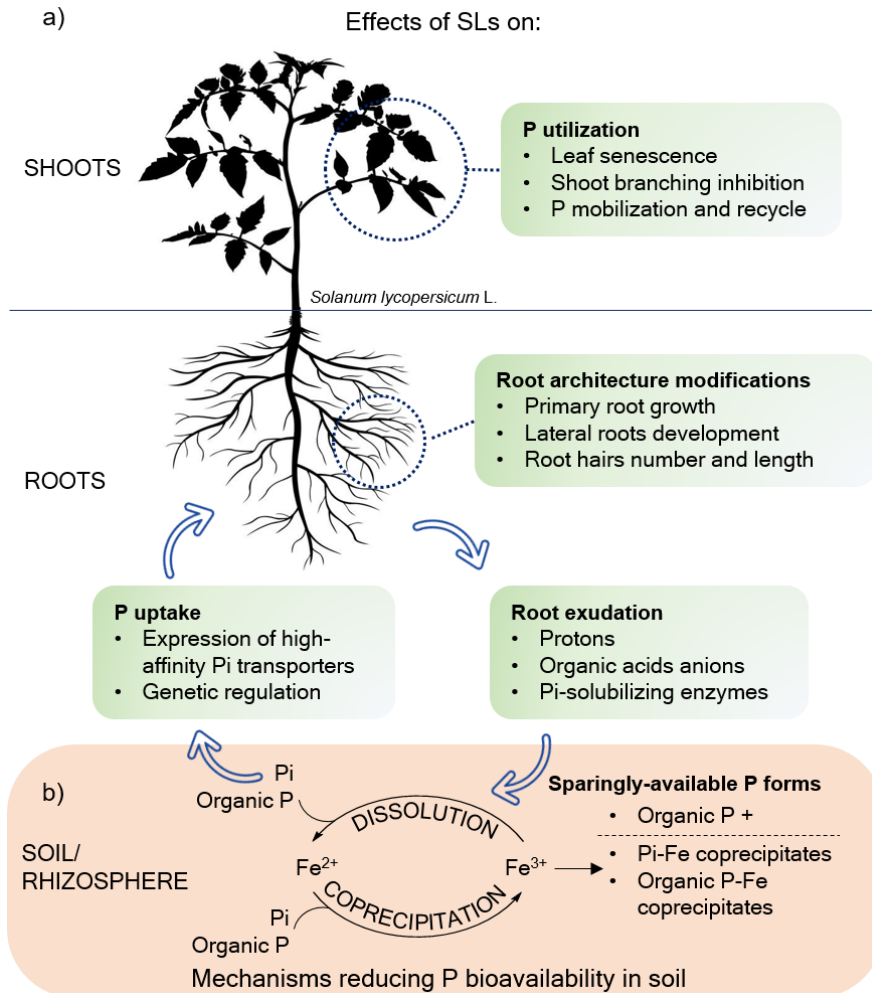 a)
Effects of SLs on:
SHOOTS
P utilization
• Leaf senescence
• Shoot branching inhibition
• P mobilization and recycle
Solanum lycopersicum L.
Root architecture modifications
• Primary root growth
• Lateral roots development
• Root hairs number and length
ROOTS
P uptake
• Expression of high-
affinity Pi transporters
• Genetic regulation
Root exudation
• Protons
• Organic acids anions
• Pi-solubilizing enzymes
b)
Pi
Organic P
DISSOLUTION
Sparingly-available P forms
• Organic P +
SOIL/
RHIZOSPHERE
Fe²⁺
Fe³⁺
• Pi-Fe coprecipitates
• Organic P-Fe
coprecipitates
COPRECIPITATION
Pi
Organic P
Mechanisms reducing P bioavailability in soil